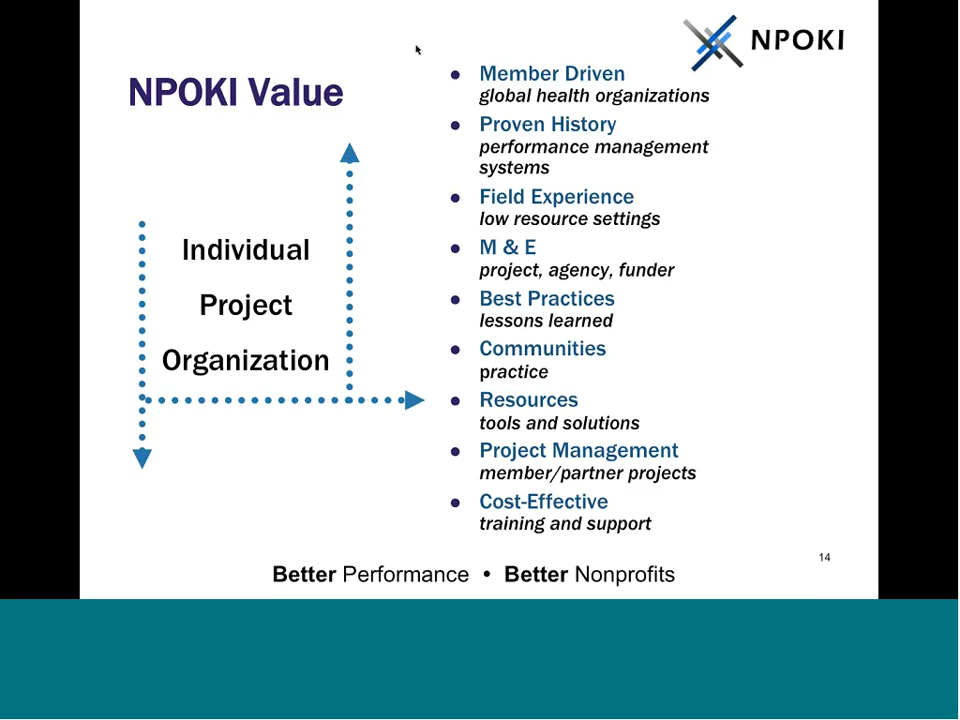 NPOKI
NPOKI Value
Individual
Project
Organization
● Member Driven
global health organizations
● Proven History
performance management
systems
● Field Experience
low resource settings
● M & E
project, agency, funder
● Best Practices
lessons learned
● Communities
practice
● Resources
tools and solutions
● Project Management
member/partner projects
● Cost-Effective
training and support
14
Better Performance • Better Nonprofits